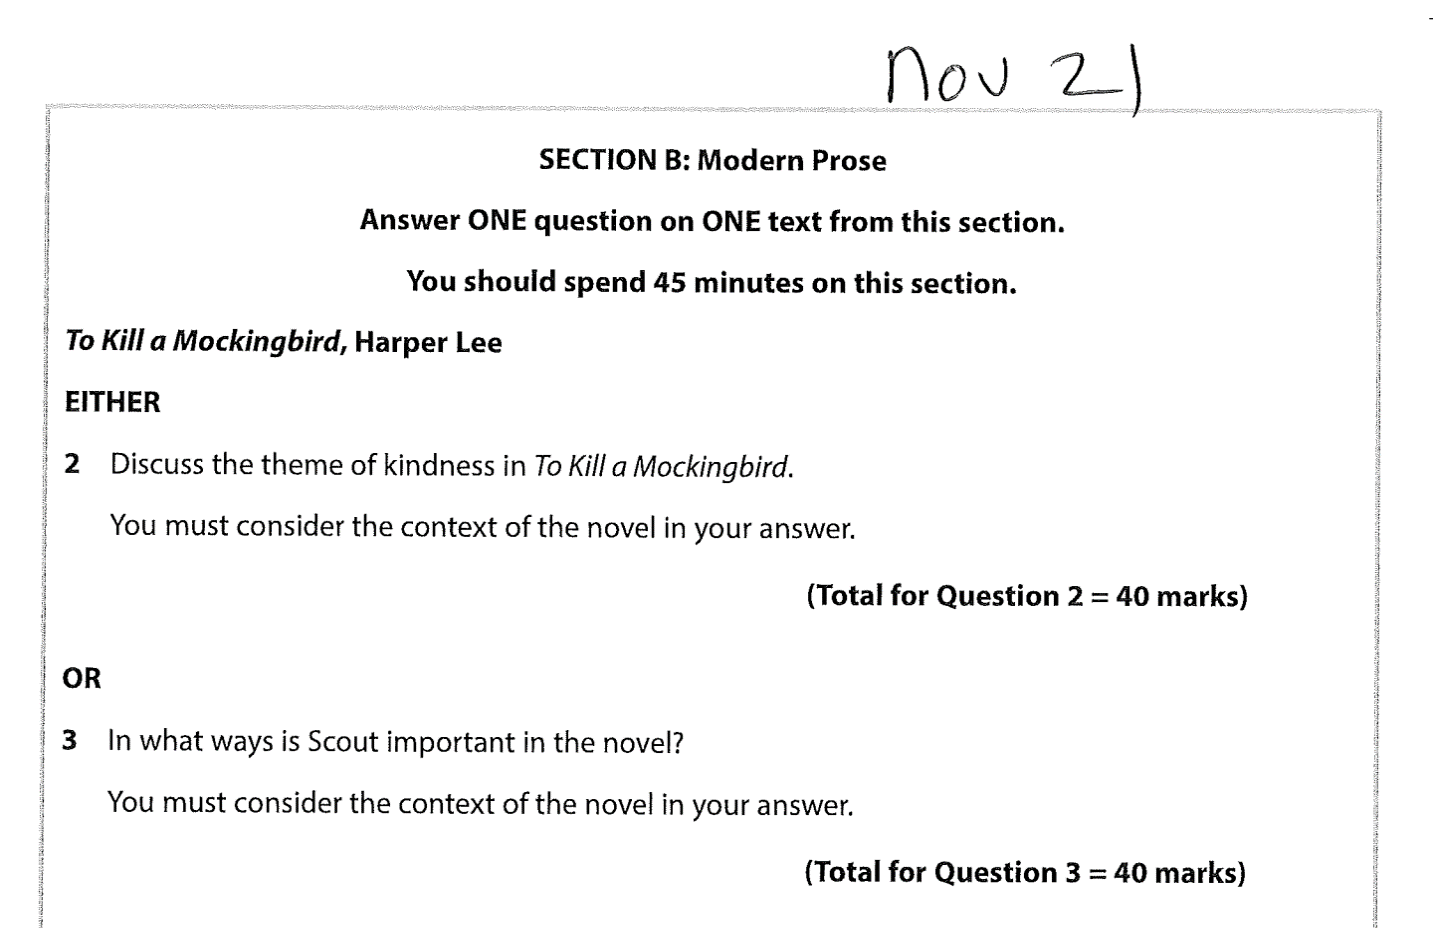 Nov 21
SECTION B: Modern Prose
Answer ONE question on ONE text from this section.
You should spend 45 minutes on this section.
To Kill a Mockingbird, Harper Lee
EITHER
2 Discuss the theme of kindness in To Kill a Mockingbird.
You must consider the context of the novel in your answer.
(Total for Question 2 = 40 marks)
OR
3 In what ways is Scout important in the novel?
You must consider the context of the novel in your answer.
(Total for Question 3 = 40 marks)